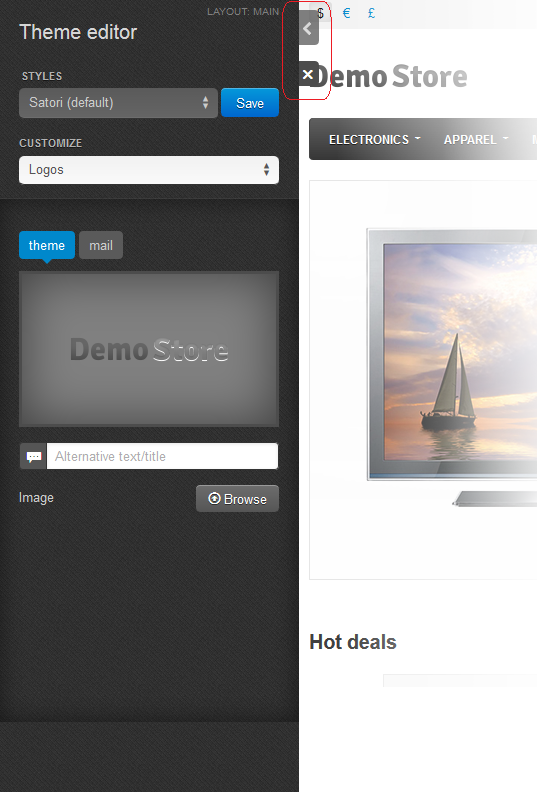 LAYOUT: MAIN
Theme editor
STYLES
Satori (default)
Save
CUSTOMIZE
Logos
theme
mail
Demo Store
Alternative text/title
Image
Browse
$ € £
Demo Store
ELECTRONICS APPAREL
Hot deals